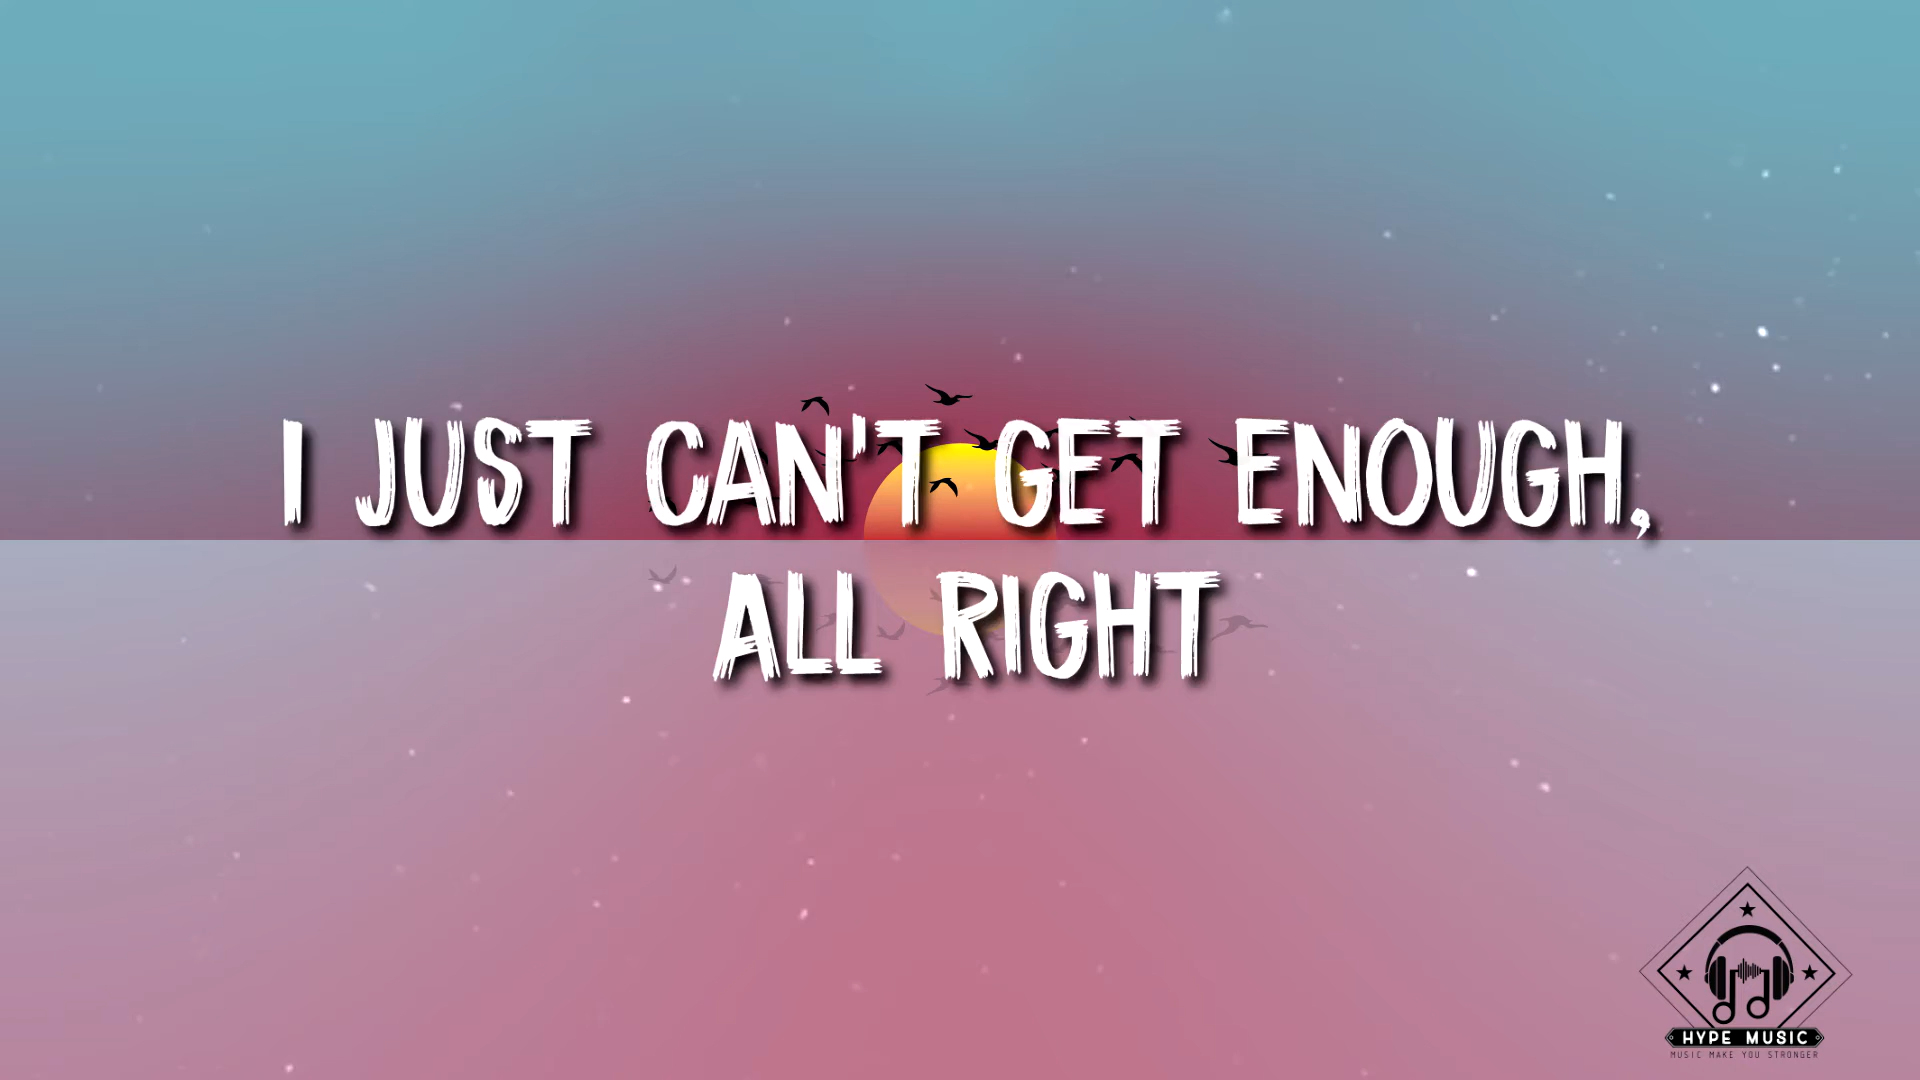 I JUST CAN'T GET ENOUGH,
ALL RIGHT
HYPE MUSIC
MUSIC MAKE YOU STRONGER